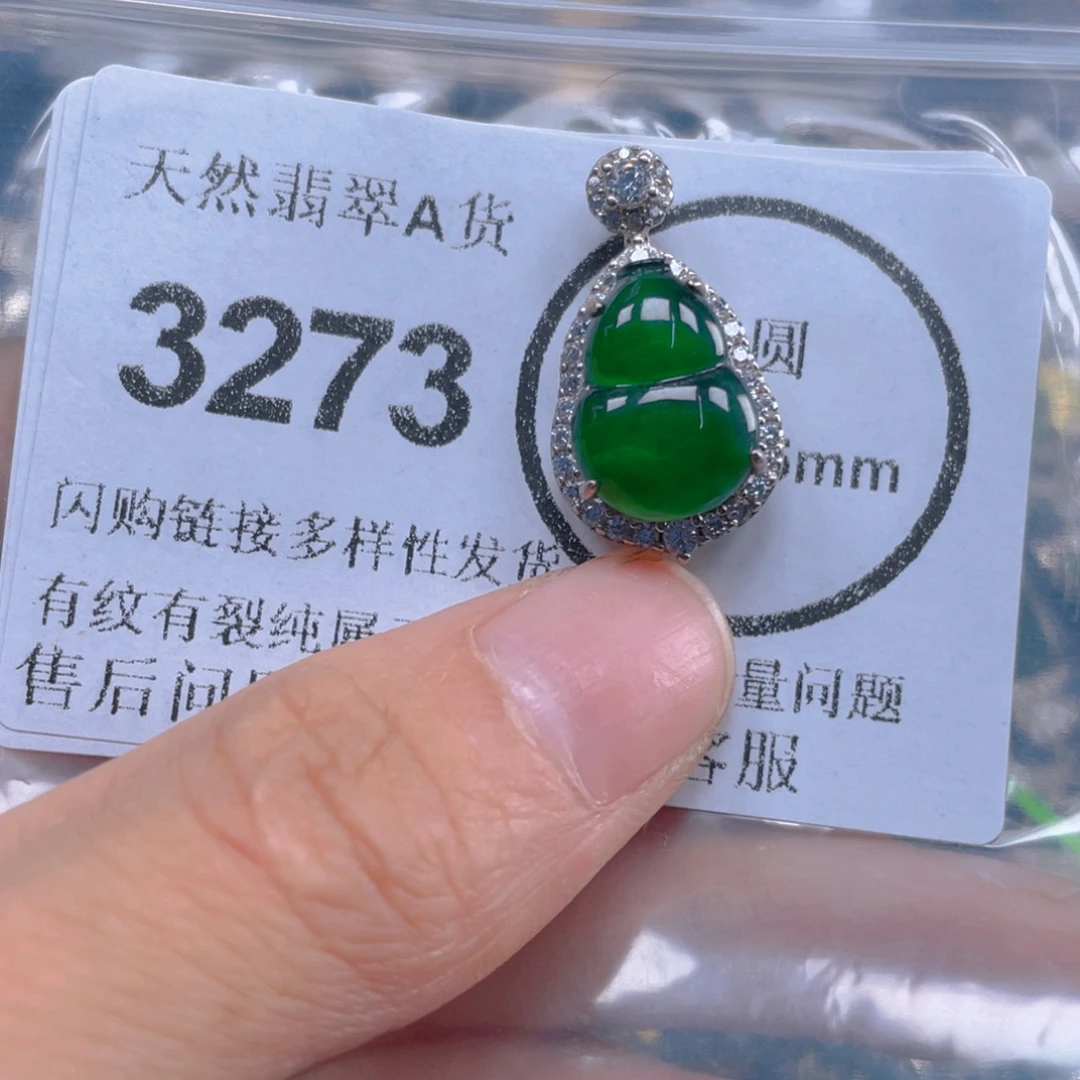 天然翡翠A货
3273
圆
mm
闪购链接多样性发货
有纹有裂纯属
量问题
售后问
客服